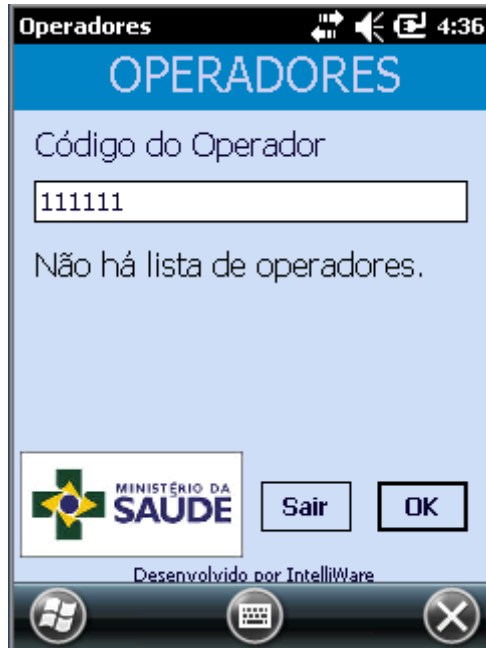 Operadores 4:36
OPERADORES
Código do Operador
111111
Não há lista de operadores.
MINISTÉRIO DA
SAÚDE
Sair OK
Desenvolvido por IntelliWare